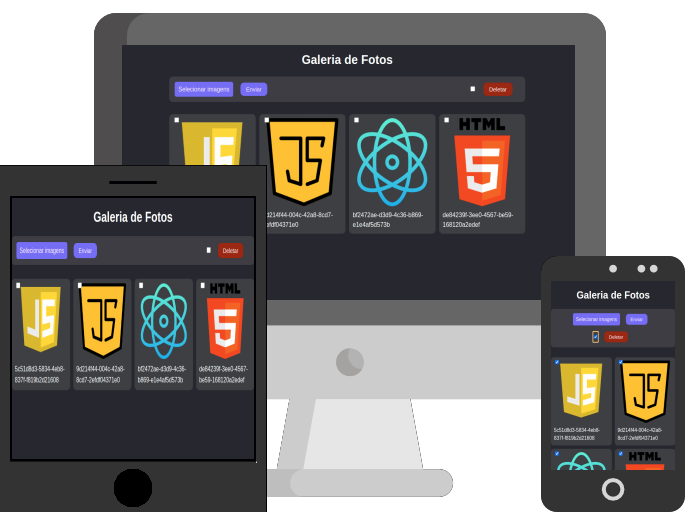 Galeria de Fotos
Selecionar imagens Enviar Deletar
JS JS HTML 5
d214f44-004c-42a8-8cd7- bf2472ae-d3d9-4c36-b869- de84239f-3ee0-4567-be59-
efdf04371e0 e1e4af5d573b 168120a2edef
Galeria de Fotos
Selecionar imagens Enviar Deletar
JS JS HTML 5
5c51d8d3-5834-4eb8- 9d214f44-004c-42a8- bf2472ae-d3d9-4c36- de84239f-3ee0-4567-
837f-f819b2d21608 8cd7-2efdf04371e0 b869-e1e4af5d573b be59-168120a2edef
Galeria de Fotos
Selecionar imagens Enviar
Deletar
JS JS
5c51d8d3-5834-4eb8- 9d214f44-004c-42a8-
837f-f819b2d21608 8cd7-2efdf04371e0
HTML